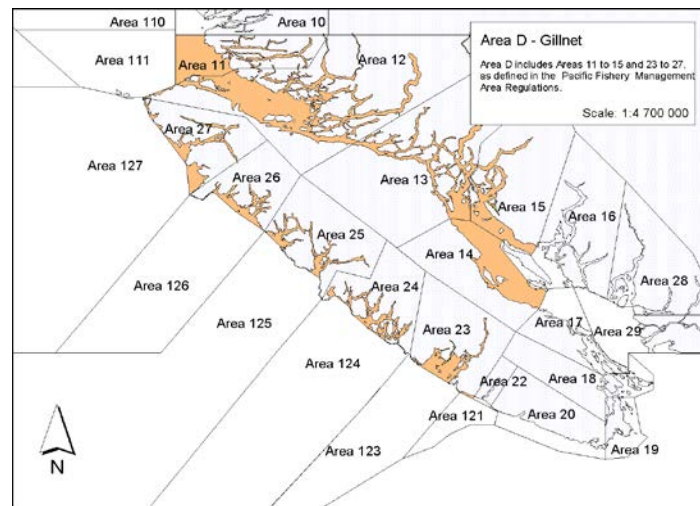 Area 110
Area 10
Area D - Gillnet
Area D includes Areas 11 to 15 and 23 to 27,
as defined in the Pacific Fishery Management
Area Regulations.
Scale: 1:4 700 000
Area 111
Area 11
Area 12
Area 27
Area 127
Area 26
Area 13
Area 15
Area 16
Area 25
Area 14
Area 126
Area 24
Area 28
Area 125
Area 23
Area 17
Area 29
Area 124
Area 22
Area 18
Area 121
Area 20
Area 123
Area 19
N